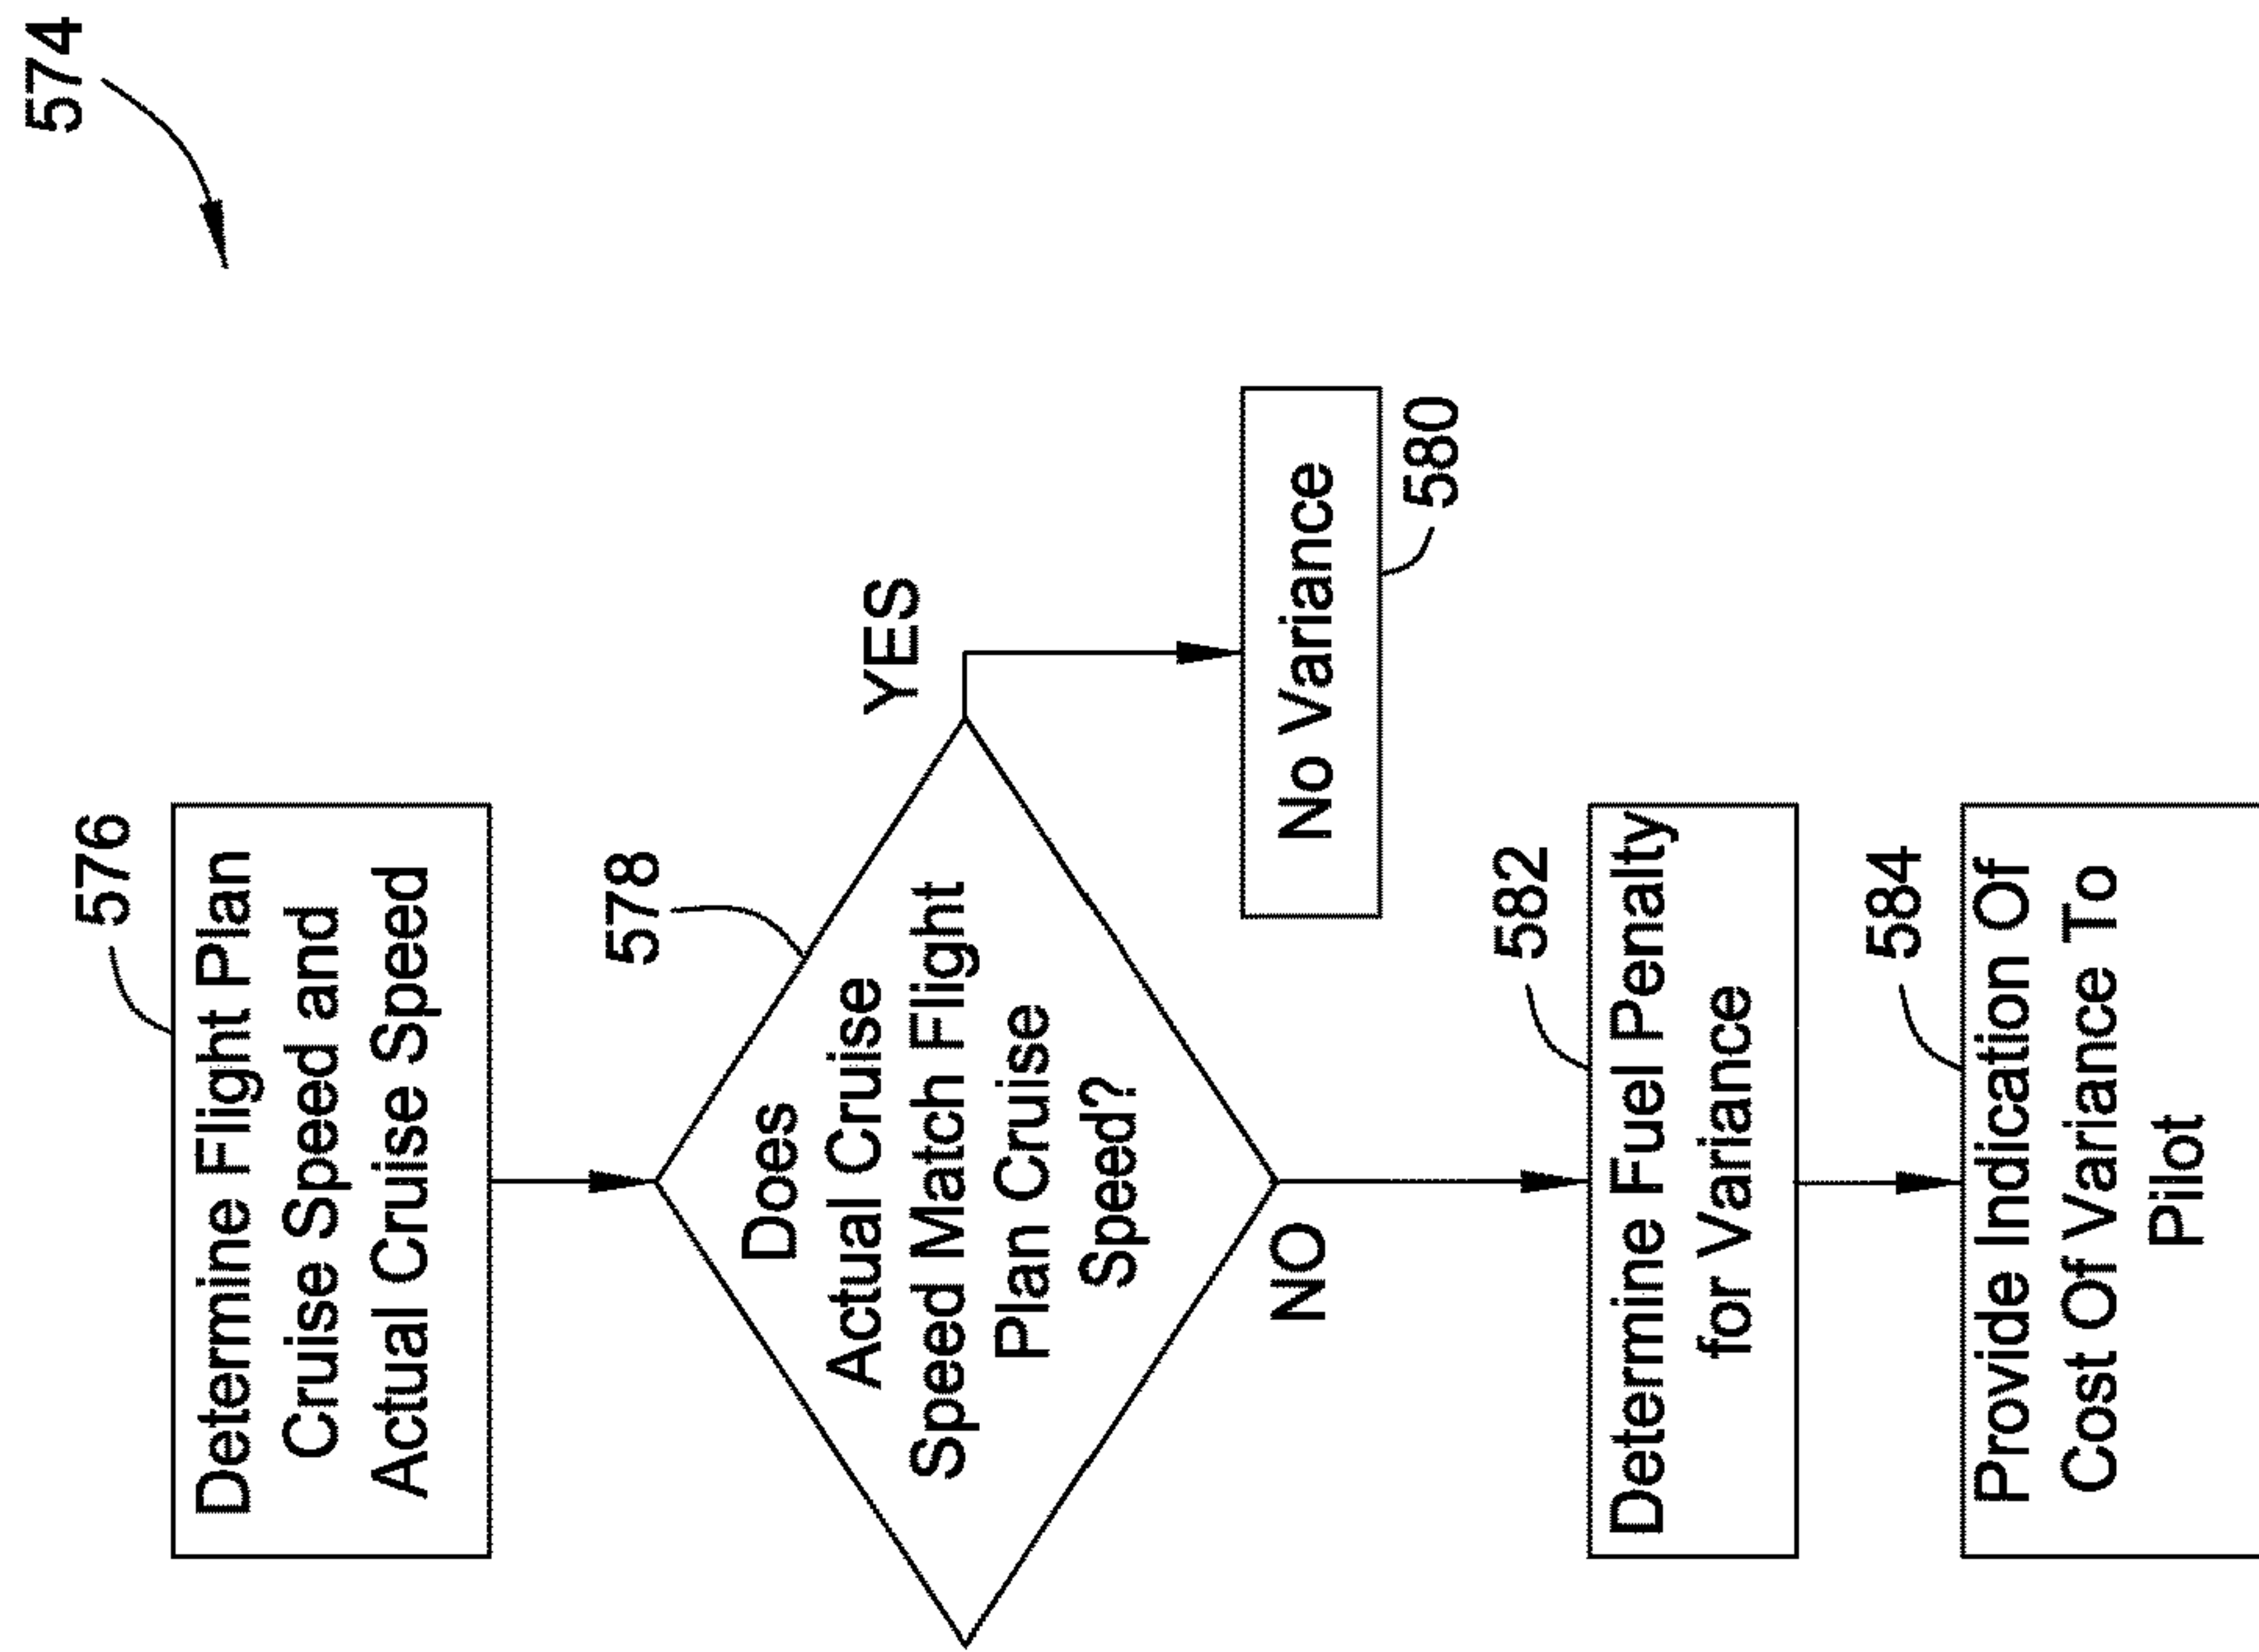 574
576
Determine Flight Plan
Cruise Speed and
Actual Cruise Speed
578
Does
Actual Cruise
Speed Match Flight
Plan Cruise
Speed?
YES
No Variance
580
NO
582
Determine Fuel Penalty
for Variance
584
Provide Indication Of
Cost Of Variance To
Pilot